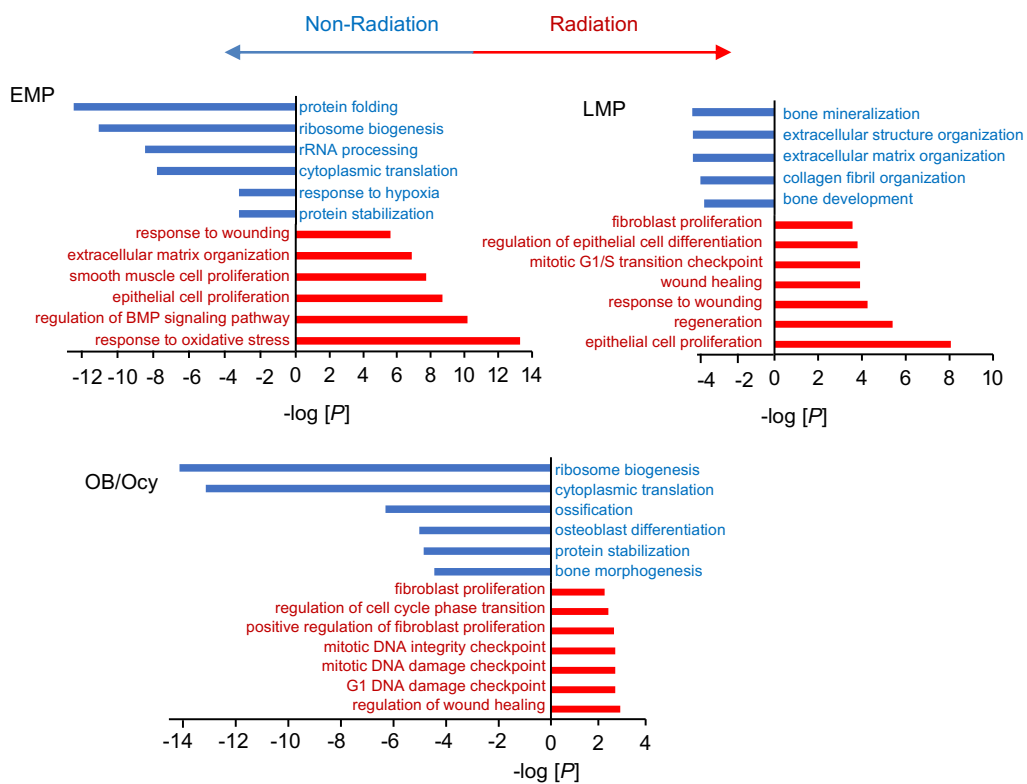 Non-Radiation Radiation
EMP
protein folding
ribosome biogenesis
rRNA processing
cytoplasmic translation
response to hypoxia
protein stabilization
response to wounding
extracellular matrix organization
smooth muscle cell proliferation
epithelial cell proliferation
regulation of BMP signaling pathway
response to oxidative stress
-12 -10 -8 -6 -4 -2 0 2 4 6 8 10 12 14
-log [P]
LMP
bone mineralization
extracellular structure organization
extracellular matrix organization
collagen fibril organization
bone development
fibroblast proliferation
regulation of epithelial cell differentiation
mitotic G1/S transition checkpoint
wound healing
response to wounding
regeneration
epithelial cell proliferation
-4 -2 0 2 4 6 8 10
-log [P]
OB/Ocy
ribosome biogenesis
cytoplasmic translation
ossification
osteoblast differentiation
protein stabilization
bone morphogenesis
fibroblast proliferation
regulation of cell cycle phase transition
positive regulation of fibroblast proliferation
mitotic DNA integrity checkpoint
mitotic DNA damage checkpoint
G1 DNA damage checkpoint
regulation of wound healing
-14 -12 -10 -8 -6 -4 -2 0 2 4
-log [P]